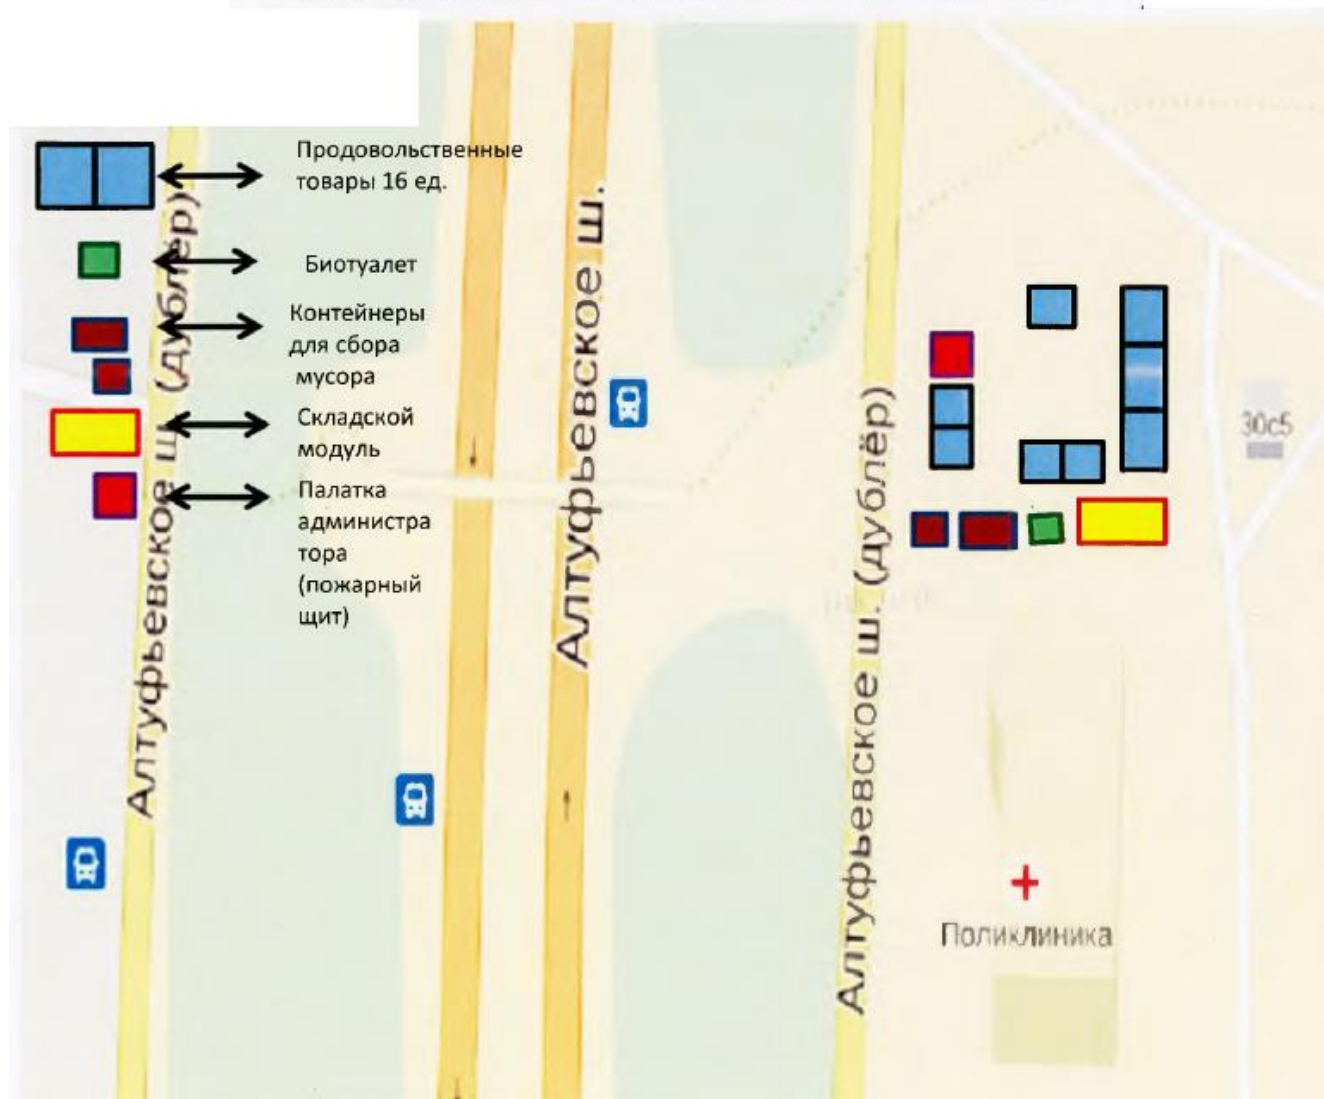 Продовольственные
товары 16 ед.
Биотуалет
Контейнеры
для сбора
мусора
Складской
модуль
Палатка
администра
тора
(пожарный
щит)
Алтуфьевское ш. (дублёр)
Алтуфьевское ш.
Алтуфьевское ш. (дублёр)
30с5
Поликлиника